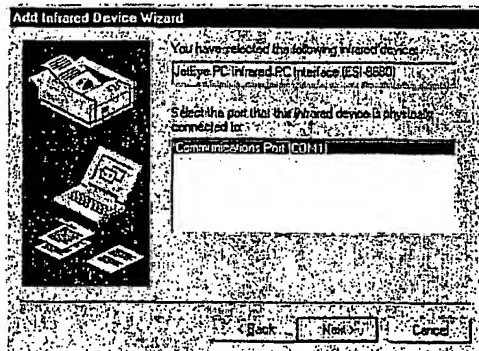 Add Infrared Device Wizard
You have selected the following infrared device:
JetEye PC Infrared PC Interface (ESI-9680)
Select the port that this infrared device is physically
connected to:
Communications Port (COM1)
< Back
Next >
Cancel